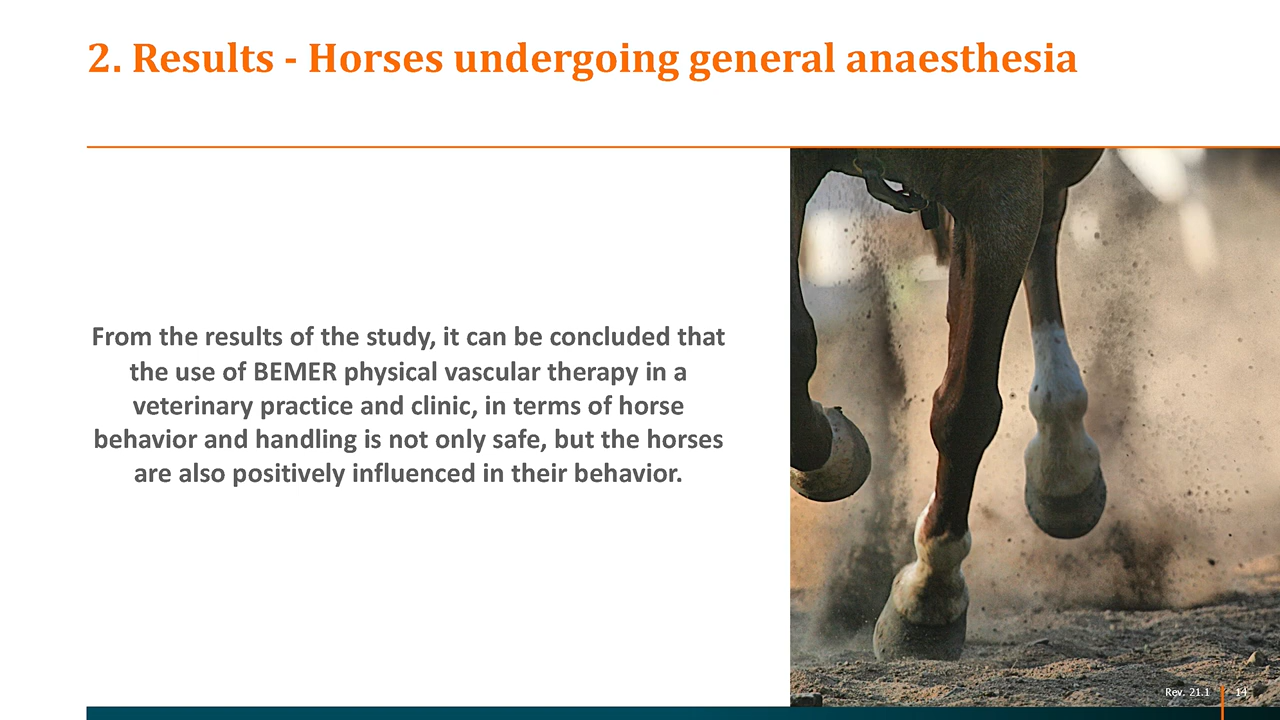 2. Results - Horses undergoing general anaesthesia
From the results of the study, it can be concluded that
the use of BEMER physical vascular therapy in a
veterinary practice and clinic, in terms of horse
behavior and handling is not only safe, but the horses
are also positively influenced in their behavior.
Rev. 21.1 14